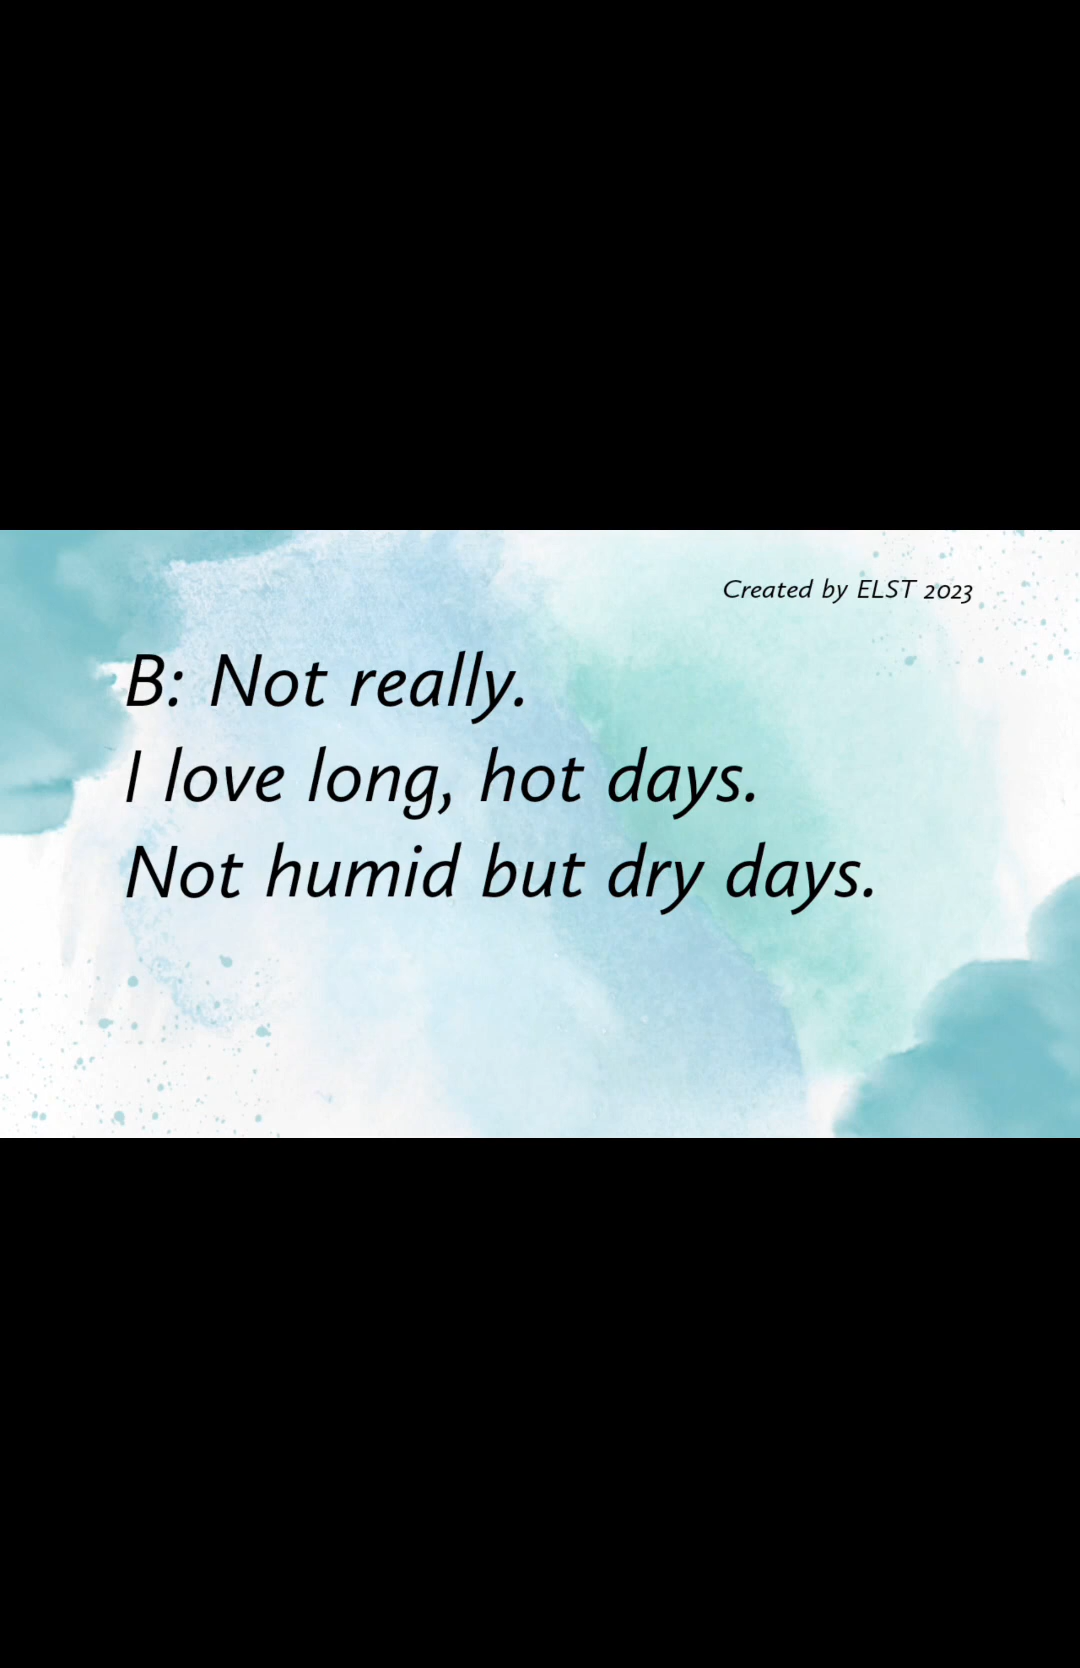 Created by ELST 2023
B: Not really.
I love long, hot days.
Not humid but dry days.